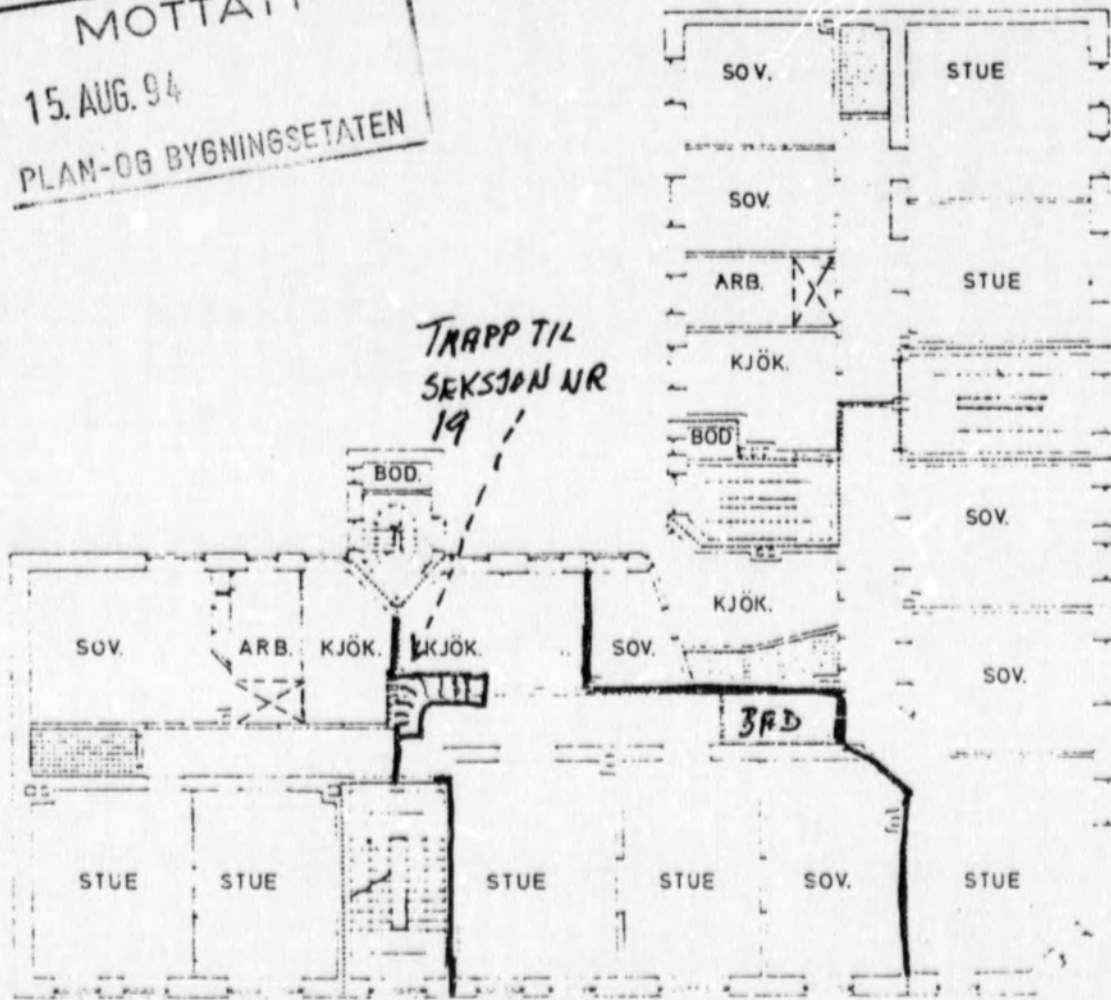 MOTTATT
15. AUG. 94
PLAN-OG BYGNINGSETATEN
SOV.
STUE
SOV.
ARB.
STUE
TRAPP TIL
SEKSJON NR
19
KJÖK.
BOD
BOD.
SOV.
KJÖK.
SOV.
ARB.
KJÖK.
KJÖK.
SOV.
SOV.
BAD
STUE
STUE
STUE
STUE
SOV.
STUE